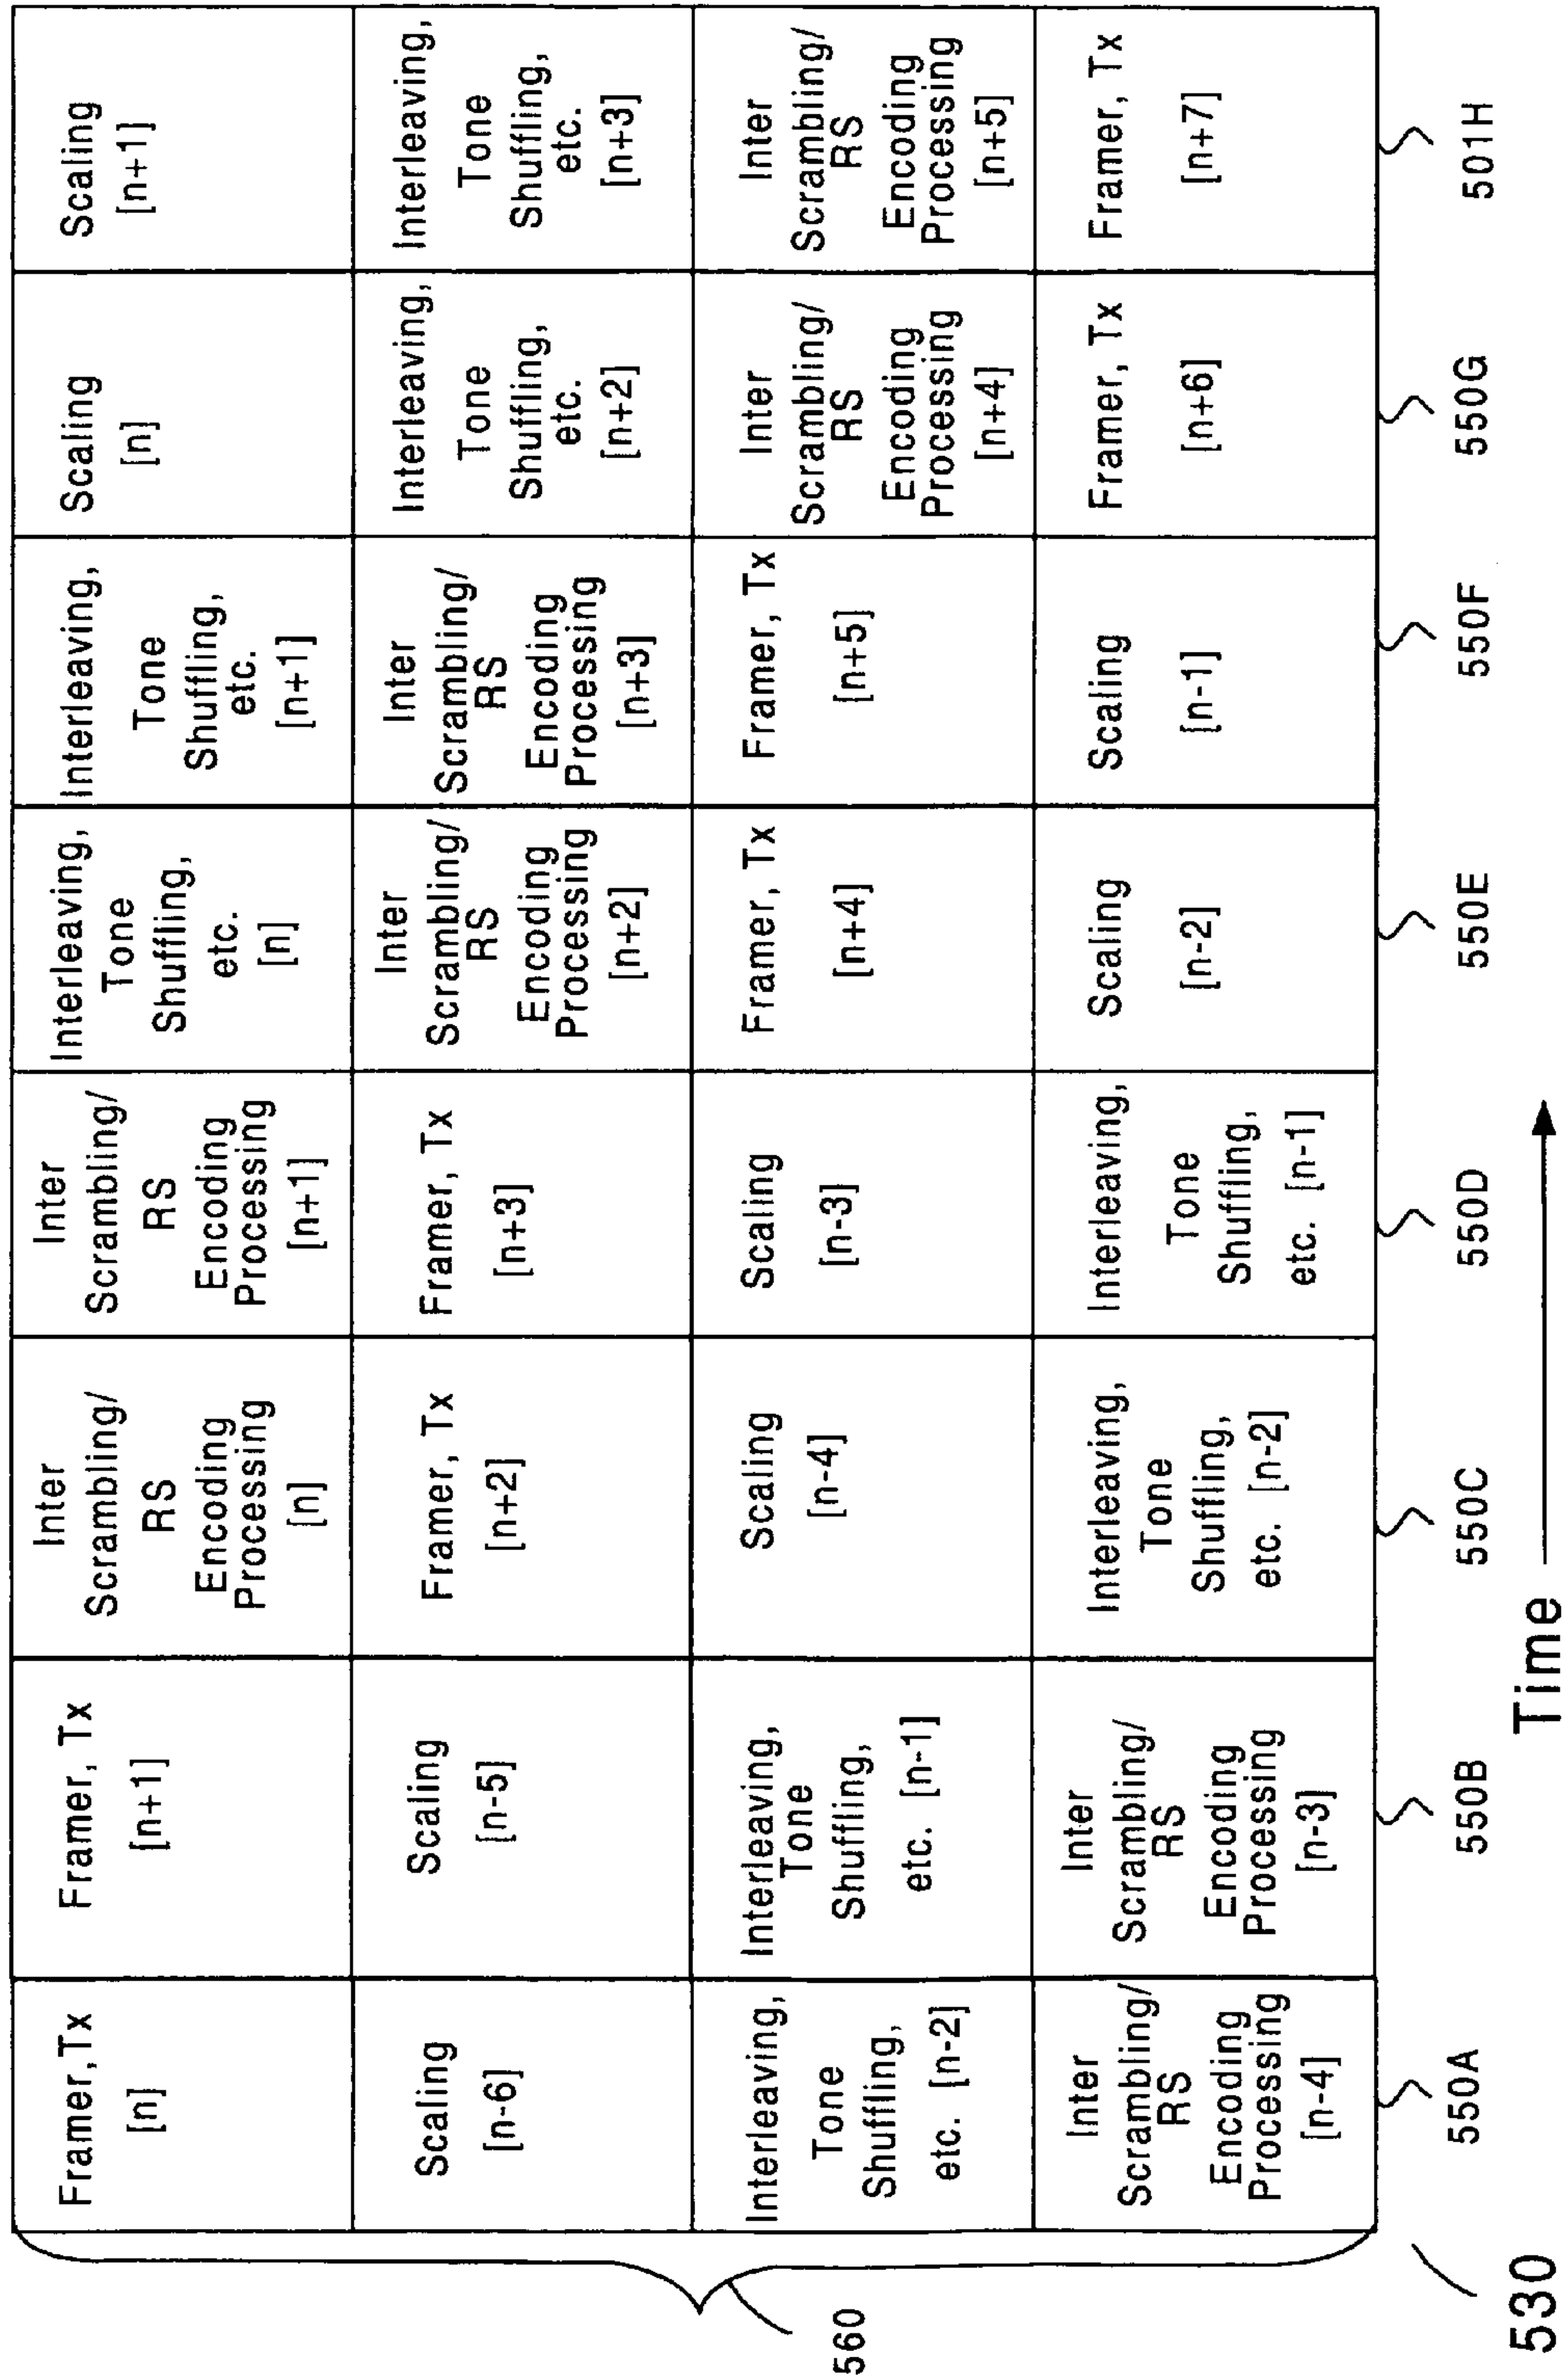 Framer,Tx
[n]
Framer, Tx
[n+1]
Inter
Scrambling/
RS
Encoding
Processing
[n]
Inter
Scrambling/
RS
Encoding
Processing
[n+1]
Interleaving,
Tone
Shuffling,
etc.
[n]
Interleaving,
Tone
Shuffling,
etc.
[n+1]
Scaling
[n]
Scaling
[n+1]
Scaling
[n-6]
Scaling
[n-5]
Framer, Tx
[n+2]
Framer, Tx
[n+3]
Inter
Scrambling/
RS
Encoding
Processing
[n+2]
Inter
Scrambling/
RS
Encoding
Processing
[n+3]
Interleaving,
Tone
Shuffling,
etc.
[n+2]
Interleaving,
Tone
Shuffling,
etc.
[n+3]
Interleaving,
Tone
Shuffling,
etc. [n-2]
Interleaving,
Tone
Shuffling,
etc. [n-1]
Scaling
[n-4]
Scaling
[n-3]
Framer, Tx
[n+4]
Framer, Tx
[n+5]
Inter
Scrambling/
RS
Encoding
Processing
[n+4]
Inter
Scrambling/
RS
Encoding
Processing
[n+5]
Inter
Scrambling/
RS
Encoding
Processing
[n-4]
Inter
Scrambling/
RS
Encoding
Processing
[n-3]
Interleaving,
Tone
Shuffling,
etc. [n-2]
Interleaving,
Tone
Shuffling,
etc. [n-1]
Scaling
[n-2]
Scaling
[n-1]
Framer, Tx
[n+6]
Framer, Tx
[n+7]
560
550A
550B
550C
550D
550E
550F
550G
501H
530
Time